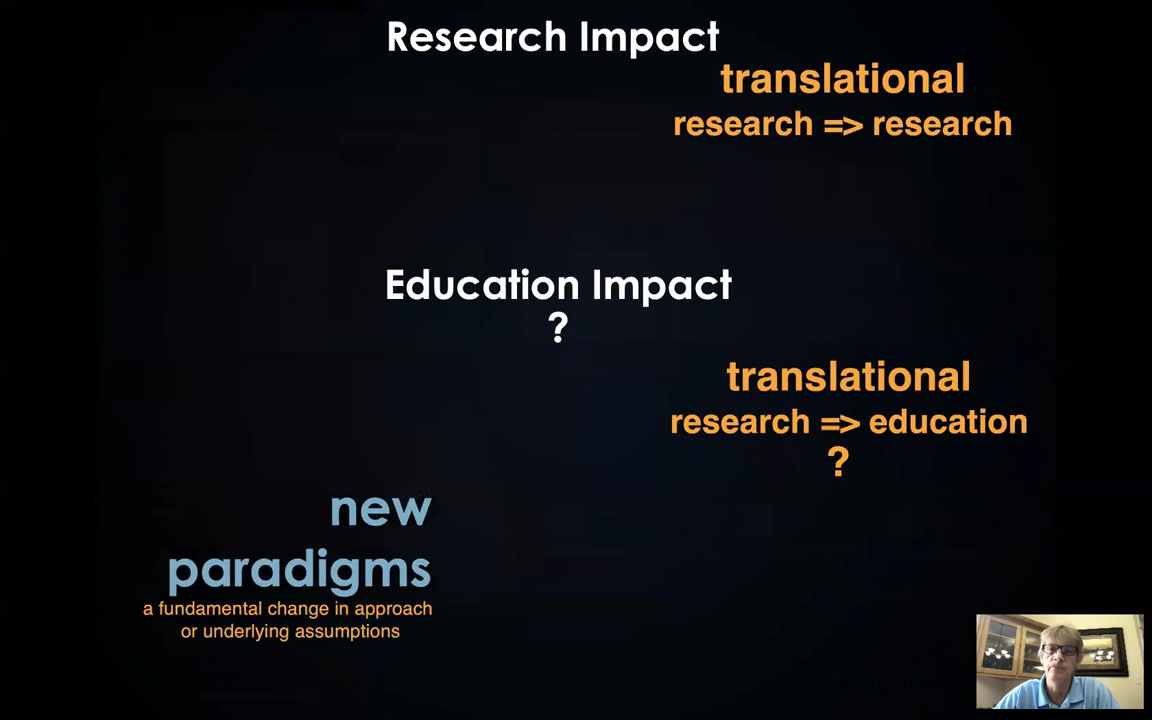 Research Impact
translational
research => research
Education Impact
?
translational
research => education
?
new
paradigms
a fundamental change in approach
or underlying assumptions